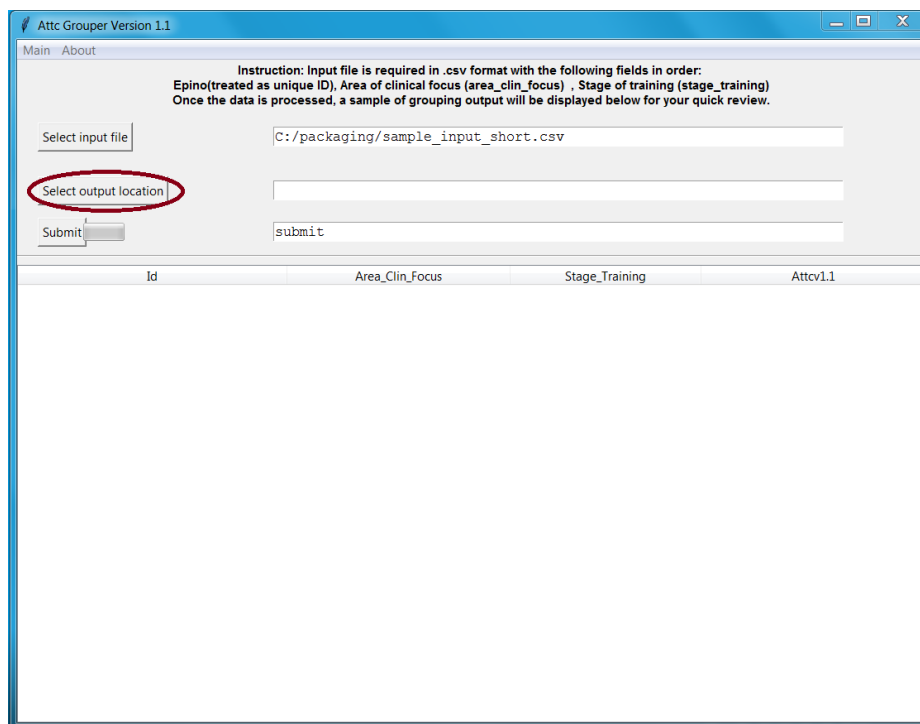 Attc Grouper Version 1.1
Main About
Instruction: Input file is required in .csv format with the following fields in order:
Epino(treated as unique ID), Area of clinical focus (area_clin_focus) , Stage of training (stage_training)
Once the data is processed, a sample of grouping output will be displayed below for your quick review.
Select input file C:/packaging/sample_input_short.csv
Select output location
Submit submit
Id Area_Clin_Focus Stage_Training Attcv1.1